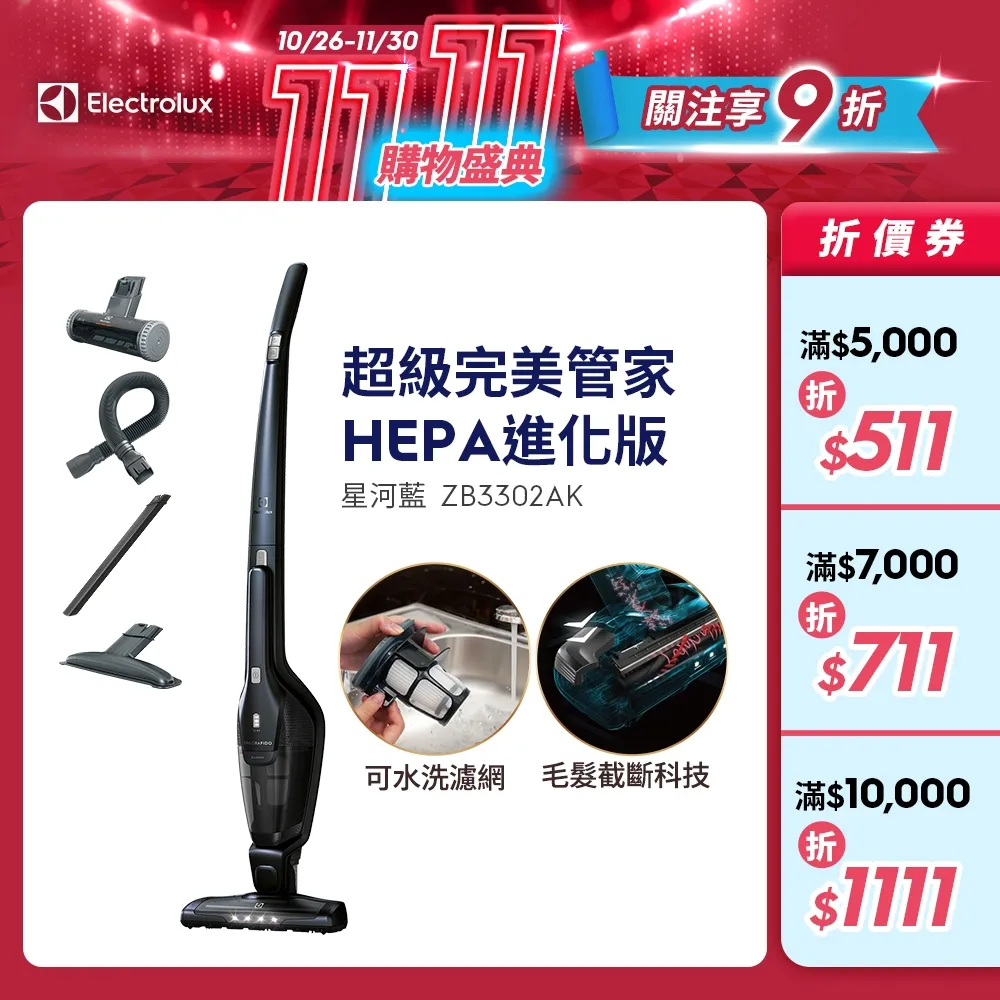 Electrolux
10/26-11/30
11 11
購物盛典
關注享9折
超級完美管家
HEPA進化版
星河藍 ZB3302AK
可水洗濾網
毛髮截斷科技
折價券
滿$5,000
折
$511
滿$7,000
折
$711
滿$10,000
折
$1111